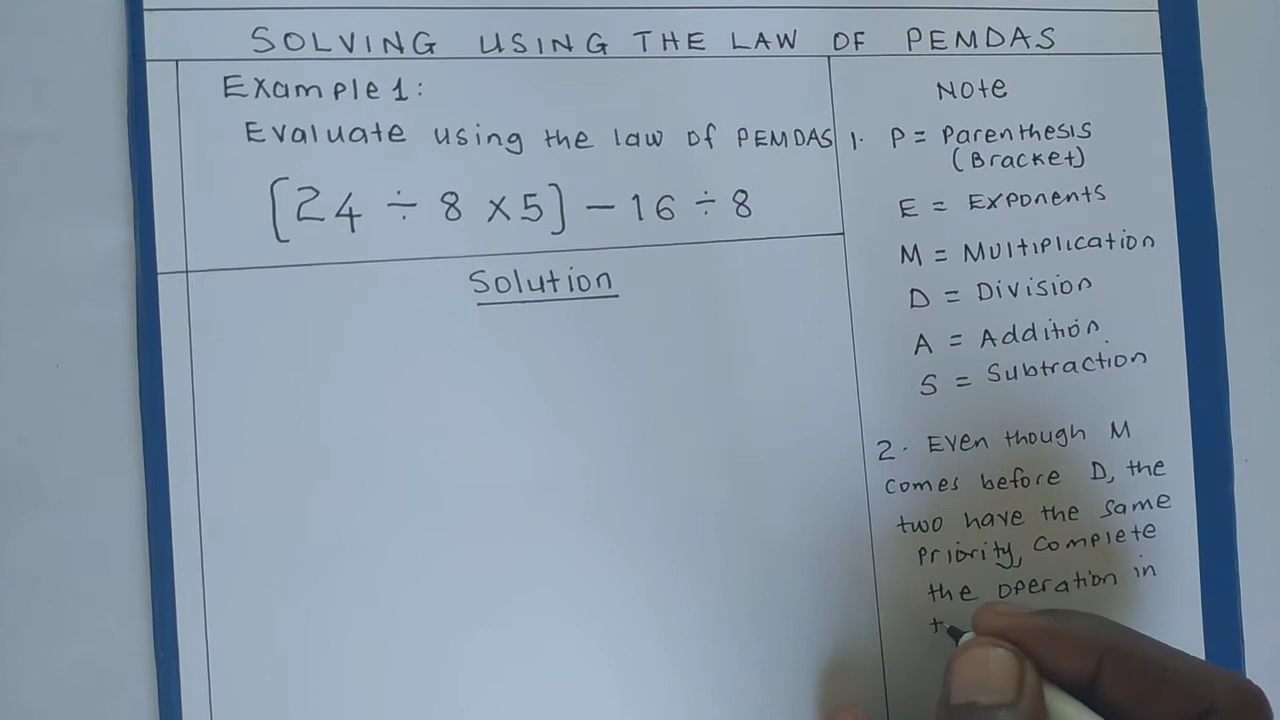 SOLVING USING THE LAW OF PEMDAS
Example 1:
Evaluate using the law of PEMDAS
[24 ÷ 8 × 5] − 16 ÷ 8
Solution
Note
1. P = Parenthesis
(Bracket)
E = Exponents
M = Multiplication
D = Division
A = Addition
S = Subtraction
2. Even though M
comes before D, the
two have the same
Priority, complete
the operation in